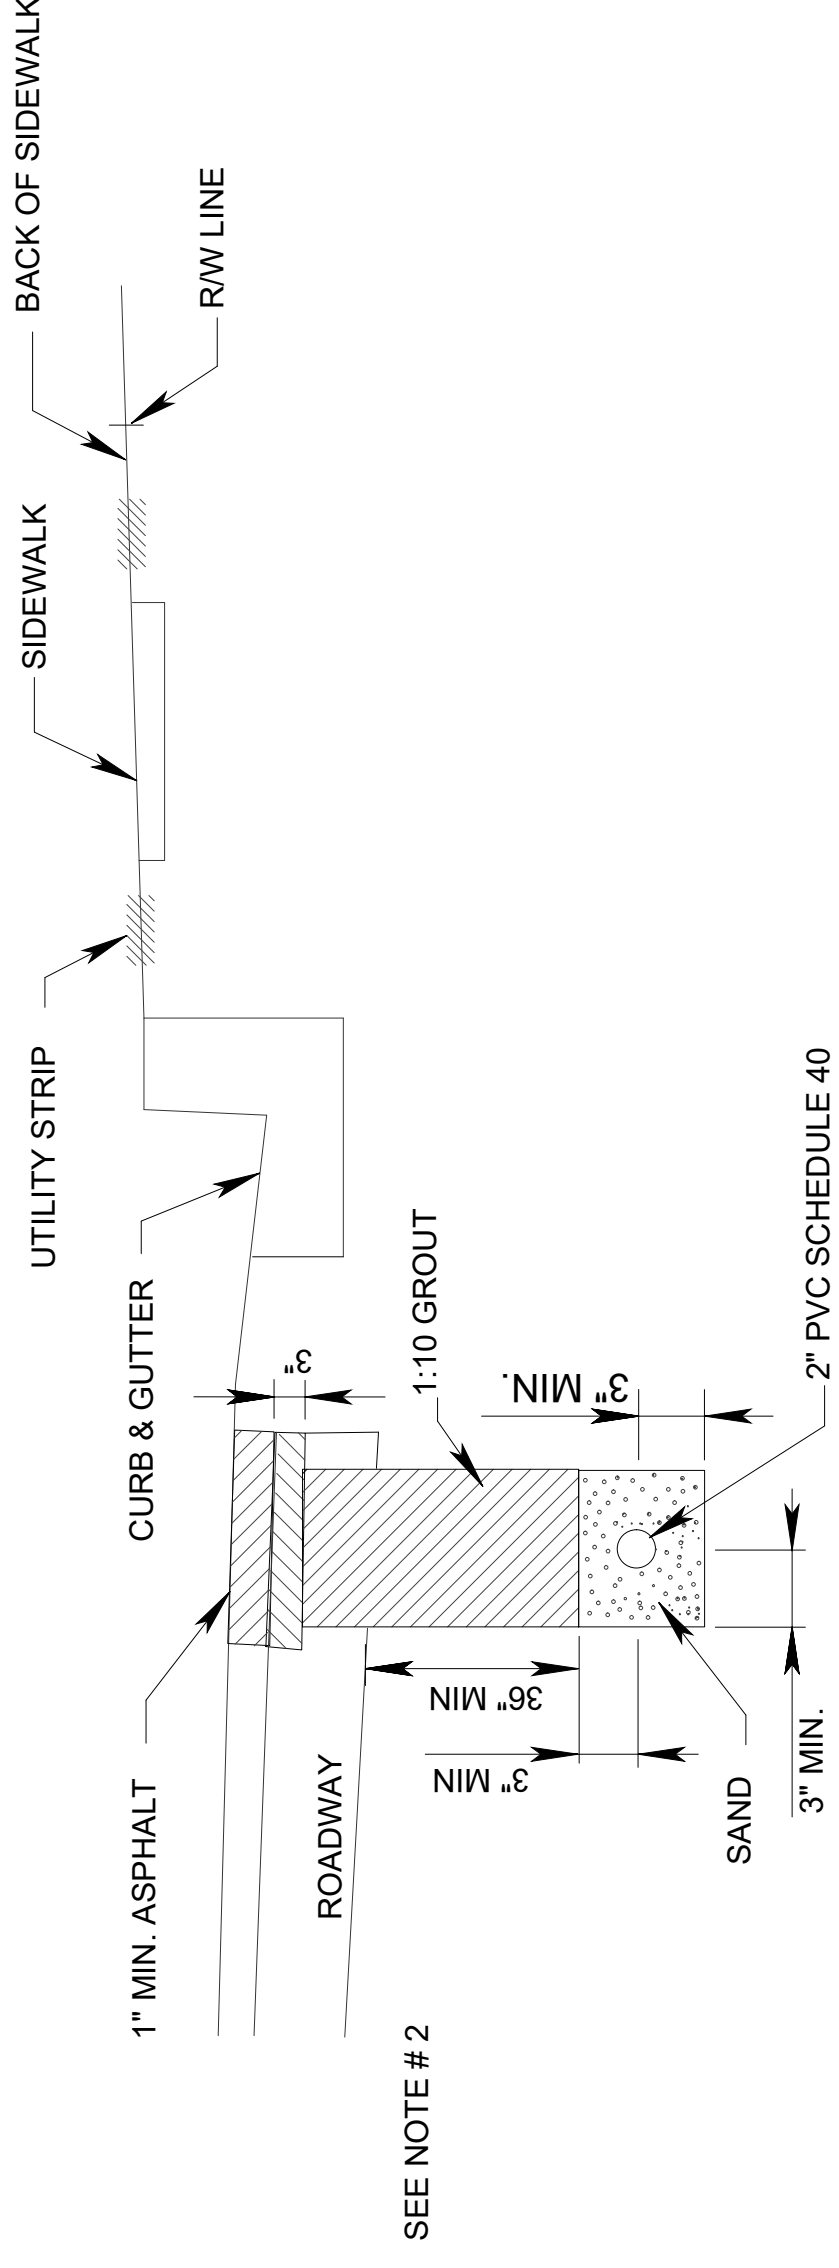 BACK OF SIDEWALK
R/W LINE
SIDEWALK
UTILITY STRIP
CURB & GUTTER
3"
1:10 GROUT
3" MIN.
2" PVC SCHEDULE 40
1" MIN. ASPHALT
ROADWAY
36" MIN
3" MIN
SAND
3" MIN.
SEE NOTE # 2